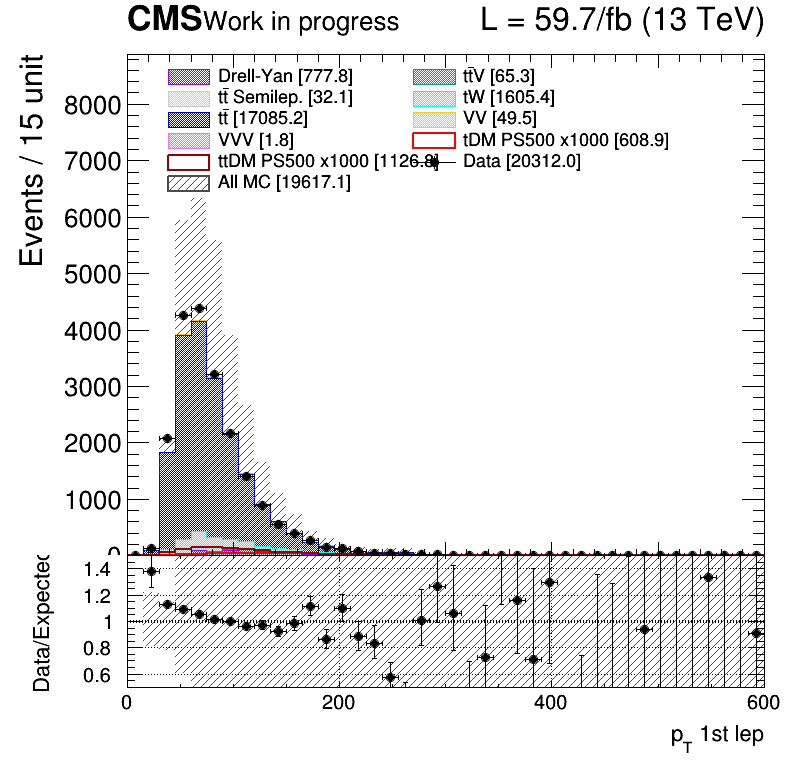 CMS Work in progress L = 59.7/fb (13 TeV)
Events / 15 unit
8000
7000
6000
5000
4000
3000
2000
1000
0
Drell-Yan [777.8]
tt̄V [65.3]
tt̄ Semilep. [32.1]
tW [1605.4]
tt̄ [17085.2]
VV [49.5]
VVV [1.8]
tDM PS500 x1000 [608.9]
ttDM PS500 x1000 [1126.8]
Data [20312.0]
All MC [19617.1]
Data/Expected
1.4
1.2
1
0.8
0.6
0 200 400 600
p_T 1st lep